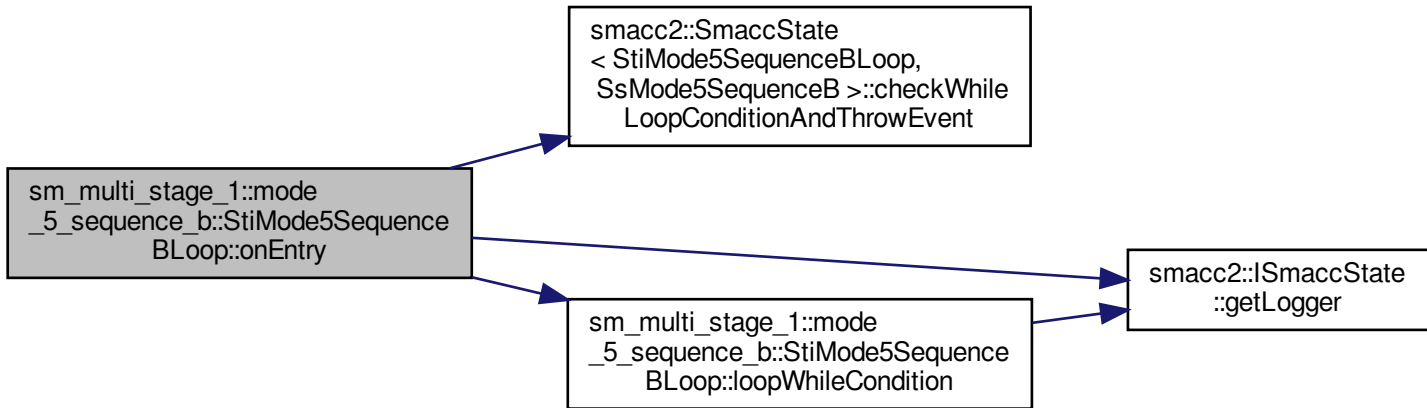 sm_multi_stage_1::mode
_5_sequence_b::StiMode5Sequence
BLoop::onEntry
smacc2::SmaccState
< StiMode5SequenceBLoop,
SsMode5SequenceB >::checkWhile
LoopConditionAndThrowEvent
sm_multi_stage_1::mode
_5_sequence_b::StiMode5Sequence
BLoop::loopWhileCondition
smacc2::ISmaccState
::getLogger